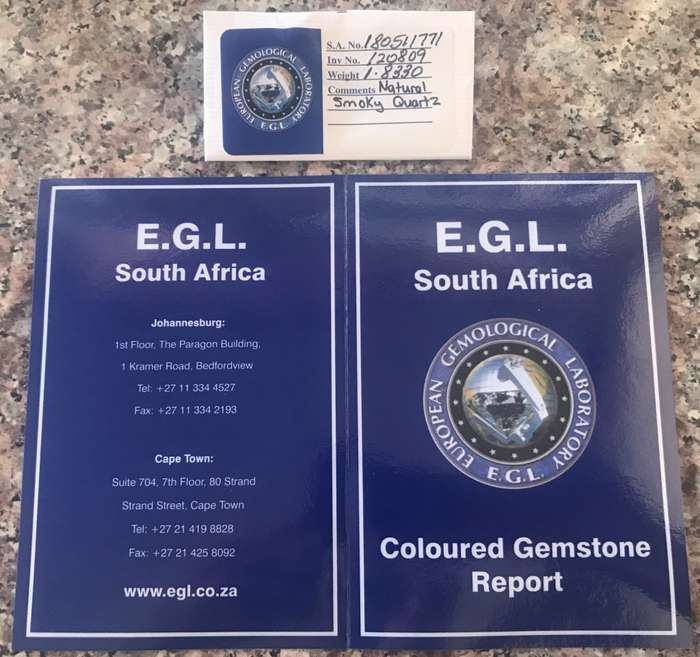 EUROPEAN GEMOLOGICAL LABORATORY
E.G.L.
S.A. No. 180511771
Inv No. 120809
Weight 1.8330
Comments Natural
Smoky Quartz
E.G.L.
South Africa
Johannesburg:
1st Floor, The Paragon Building,
1 Kramer Road, Bedfordview
Tel: +27 11 334 4527
Fax: +27 11 334 2193
Cape Town:
Suite 704, 7th Floor, 80 Strand
Strand Street, Cape Town
Tel: +27 21 419 8828
Fax: +27 21 425 8092
www.egl.co.za
E.G.L.
South Africa
EUROPEAN GEMOLOGICAL LABORATORY
E.G.L.
Coloured Gemstone
Report